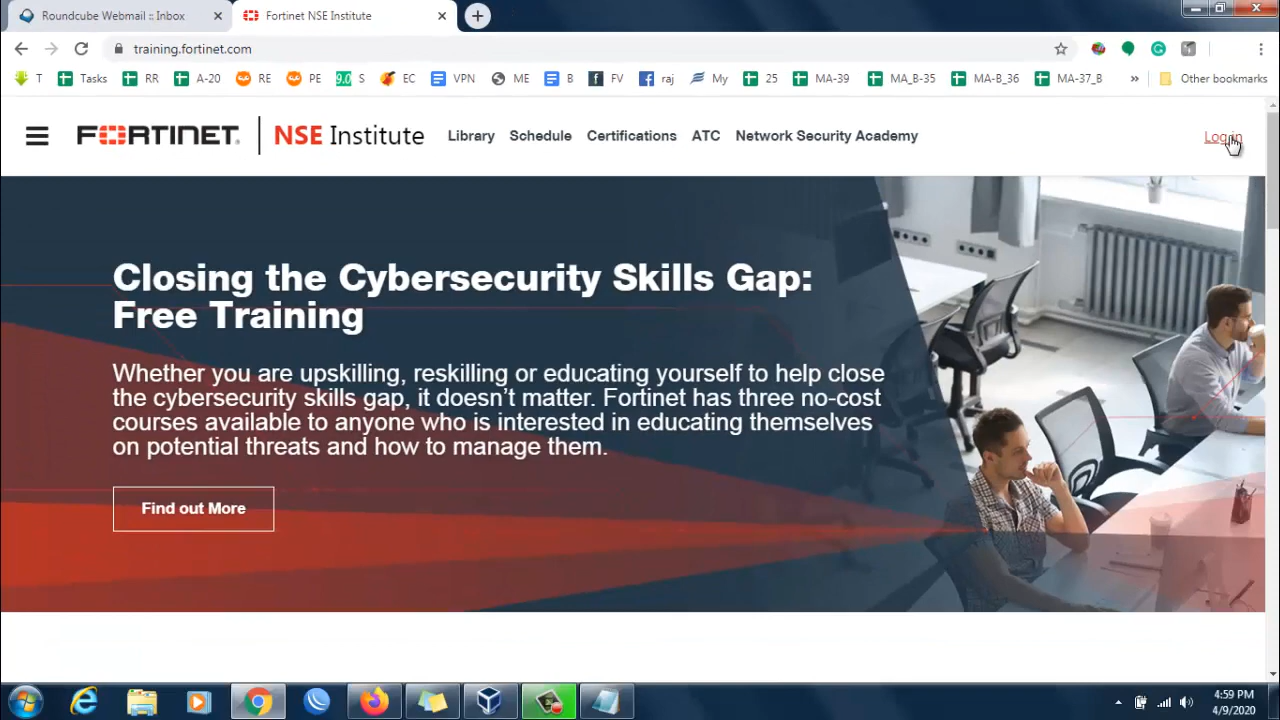 Roundcube Webmail :: Inbox
Fortinet NSE Institute
training.fortinet.com
T
Tasks
RR
A-20
RE
PE
9.0 S
EC
VPN
ME
B
FV
raj
My
25
MA-39
MA_B-35
MA-B_36
MA-37_B
»
Other bookmarks
FORTINET NSE Institute
Library
Schedule
Certifications
ATC
Network Security Academy
Log in
Closing the Cybersecurity Skills Gap:
Free Training
Whether you are upskilling, reskilling or educating yourself to help close
the cybersecurity skills gap, it doesn’t matter. Fortinet has three no-cost
courses available to anyone who is interested in educating themselves
on potential threats and how to manage them.
Find out More
4:59 PM
4/9/2020